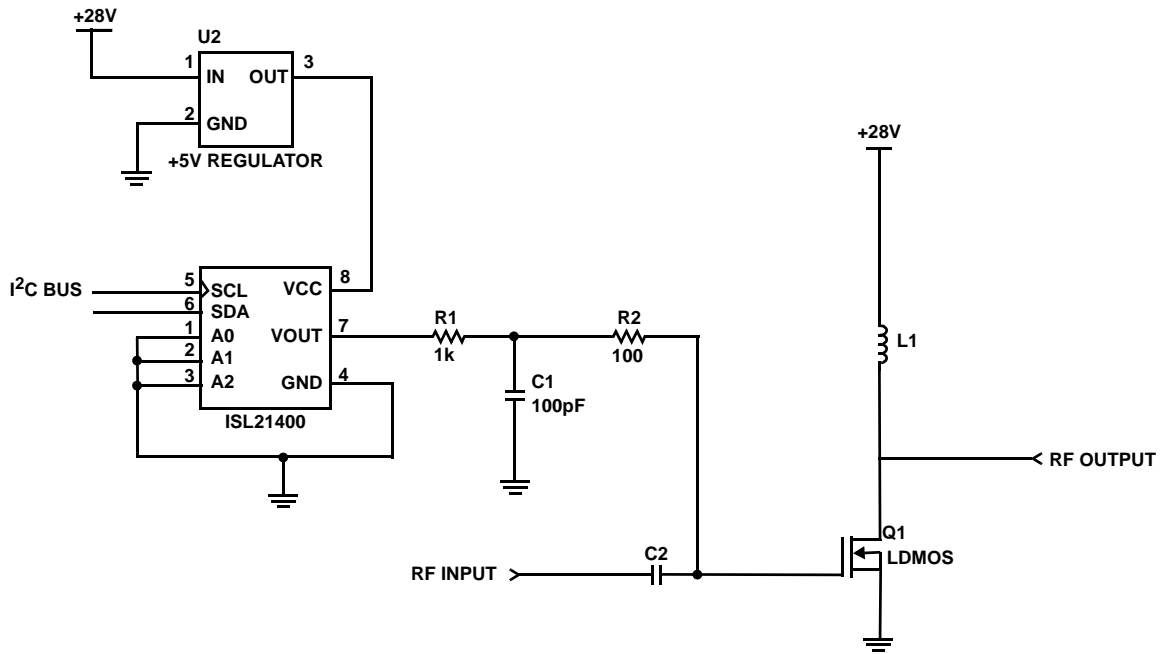 +28V
U2
1
IN
OUT
3
2
GND
+5V REGULATOR
+28V
I²C BUS
5
SCL
6
SDA
1
A0
2
A1
3
A2
VCC
8
VOUT
7
GND
4
ISL21400
R1
1k
R2
100
C1
100pF
L1
RF OUTPUT
Q1
LDMOS
C2
RF INPUT